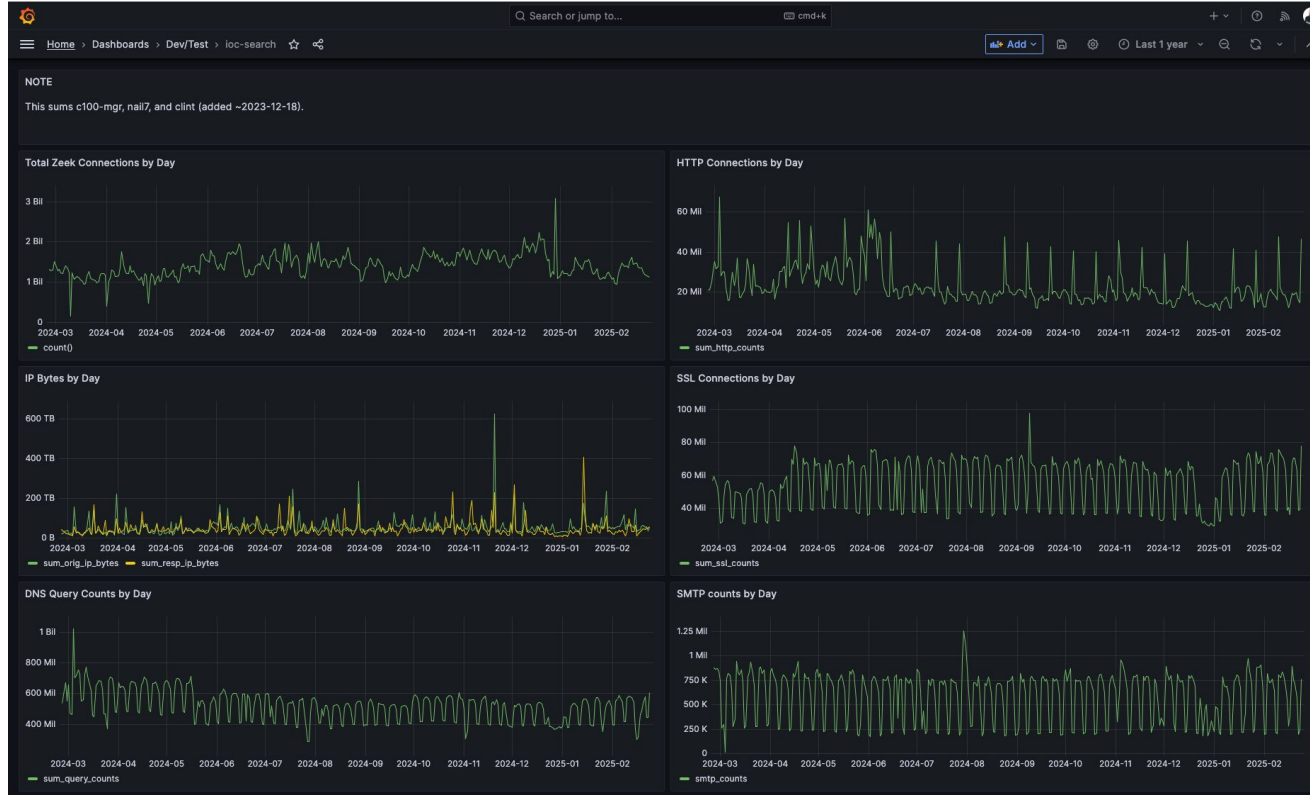 Search or jump to...
cmd+k
Home › Dashboards › Dev/Test › ioc-search
Add
Last 1 year
NOTE
This sums c100-mgr, nail7, and clint (added ~2023-12-18).
Total Zeek Connections by Day
3 Bil
2 Bil
1 Bil
0
2024-03 2024-04 2024-05 2024-06 2024-07 2024-08 2024-09 2024-10 2024-11 2024-12 2025-01 2025-02
count()
HTTP Connections by Day
60 Mil
40 Mil
20 Mil
2024-03 2024-04 2024-05 2024-06 2024-07 2024-08 2024-09 2024-10 2024-11 2024-12 2025-01 2025-02
sum_http_counts
IP Bytes by Day
600 TB
400 TB
200 TB
0 B
2024-03 2024-04 2024-05 2024-06 2024-07 2024-08 2024-09 2024-10 2024-11 2024-12 2025-01 2025-02
sum_orig_ip_bytes sum_resp_ip_bytes
SSL Connections by Day
100 Mil
80 Mil
60 Mil
40 Mil
2024-03 2024-04 2024-05 2024-06 2024-07 2024-08 2024-09 2024-10 2024-11 2024-12 2025-01 2025-02
sum_ssl_counts
DNS Query Counts by Day
1 Bil
800 Mil
600 Mil
400 Mil
2024-03 2024-04 2024-05 2024-06 2024-07 2024-08 2024-09 2024-10 2024-11 2024-12 2025-01 2025-02
sum_query_counts
SMTP counts by Day
1.25 Mil
1 Mil
750 K
500 K
250 K
0
2024-03 2024-04 2024-05 2024-06 2024-07 2024-08 2024-09 2024-10 2024-11 2024-12 2025-01 2025-02
smtp_counts